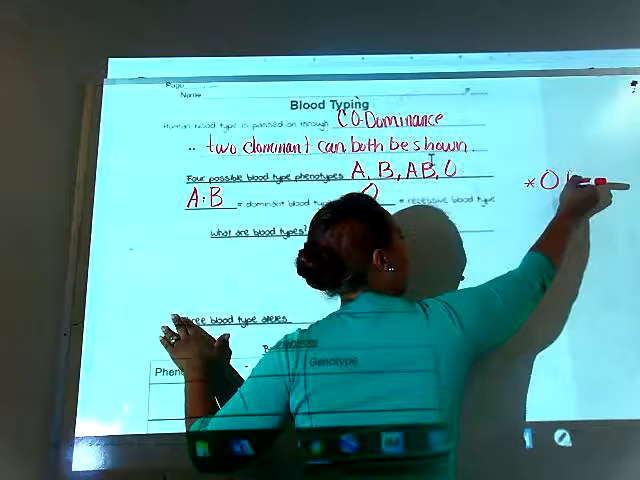 Page
Name
Blood Typing
Human blood type is passed on through CO-Dominance
two dominant can both be shown
Four possible blood type phenotypes A, B, AB, O
A:B = dominant blood type O = recessive blood type
What are blood types?
Three blood type alleles
Genotype
* O